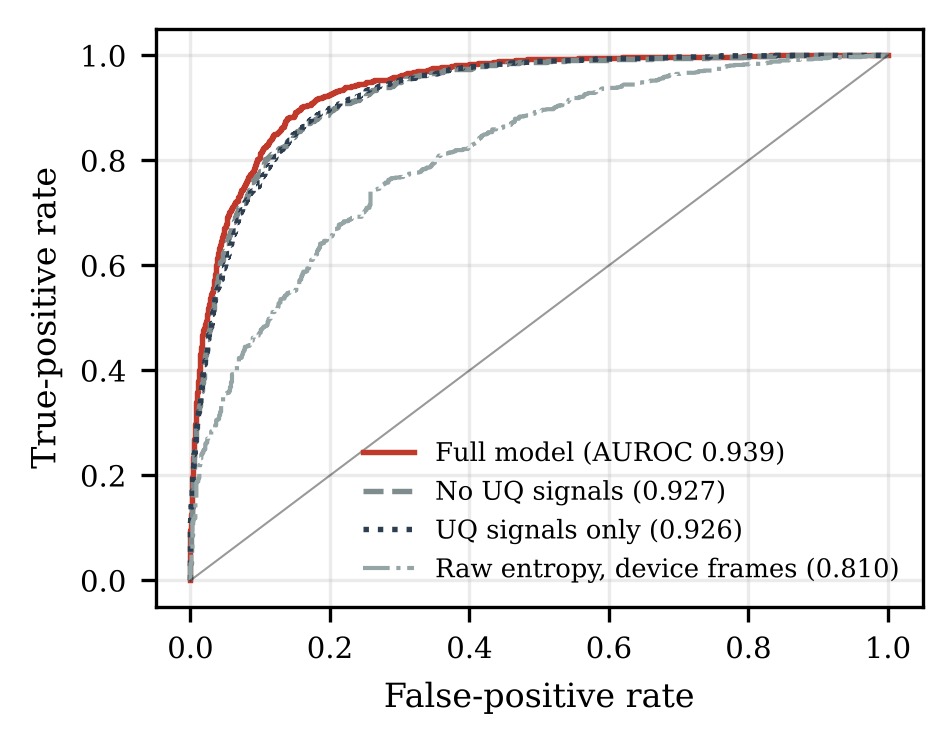 1.0
0.8
0.6
0.4
0.2
0.0
True-positive rate
Full model (AUROC 0.939)
No UQ signals (0.927)
UQ signals only (0.926)
Raw entropy, device frames (0.810)
0.0 0.2 0.4 0.6 0.8 1.0
False-positive rate